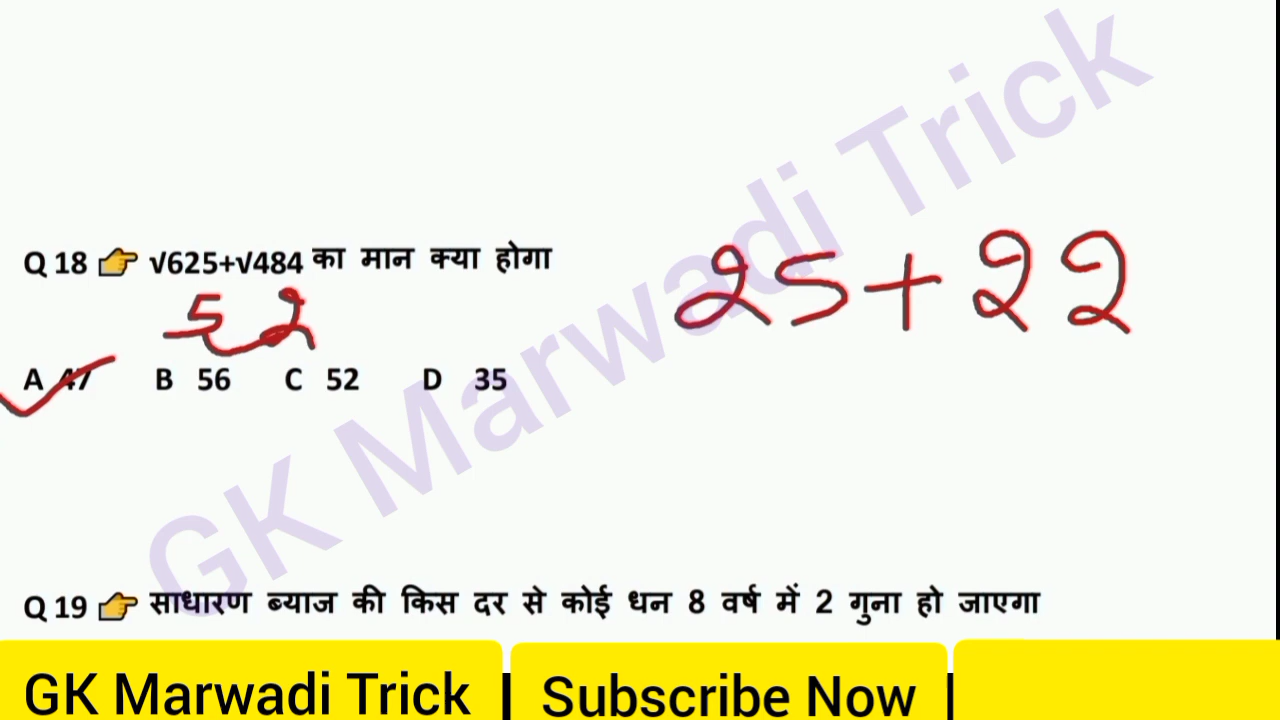 GK Marwadi Trick
Q 18 👉 √625+√484 का मान क्या होगा
25+22
52
A 47 B 56 C 52 D 35
Q 19 👉 साधारण ब्याज की किस दर से कोई धन 8 वर्ष में 2 गुना हो जाएगा
GK Marwadi Trick | Subscribe Now |